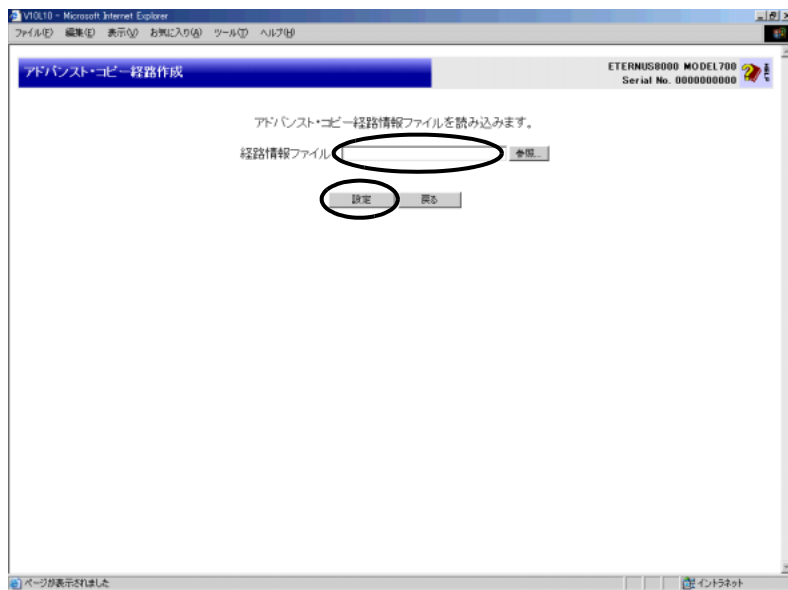 V10L10 - Microsoft Internet Explorer
ファイル(F) 編集(E) 表示(V) お気に入り(A) ツール(T) ヘルプ(H)
アドバンスト・コピー経路作成
ETERNUS8000 MODEL700
Serial No. 0000000000
アドバンスト・コピー経路情報ファイルを読み込みます。
経路情報ファイル
参照...
設定 戻る
ページが表示されました
イントラネット